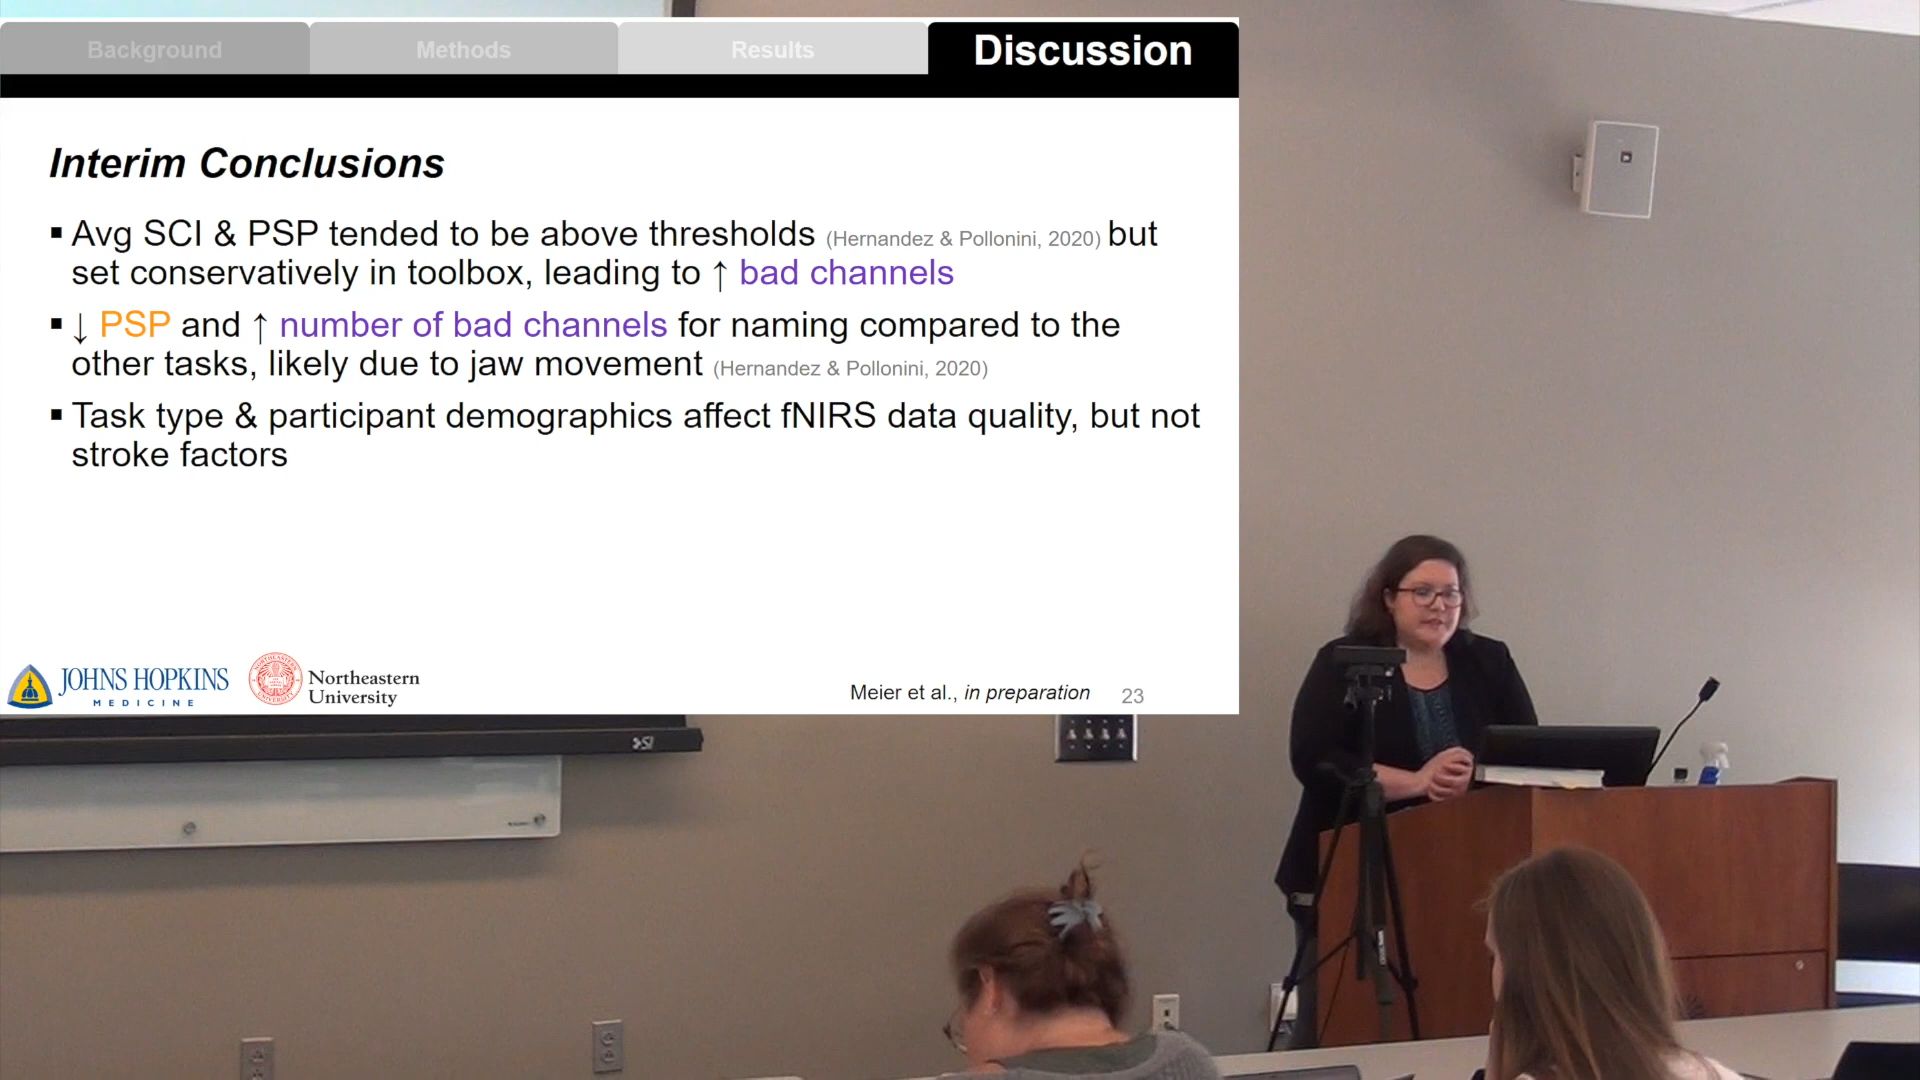 Background Methods Results Discussion
Interim Conclusions
▪ Avg SCI & PSP tended to be above thresholds (Hernandez & Pollonini, 2020) but
set conservatively in toolbox, leading to ↑ bad channels
▪ ↓ PSP and ↑ number of bad channels for naming compared to the
other tasks, likely due to jaw movement (Hernandez & Pollonini, 2020)
▪ Task type & participant demographics affect fNIRS data quality, but not
stroke factors
JOHNS HOPKINS
MEDICINE
Northeastern
University
Meier et al., in preparation 23